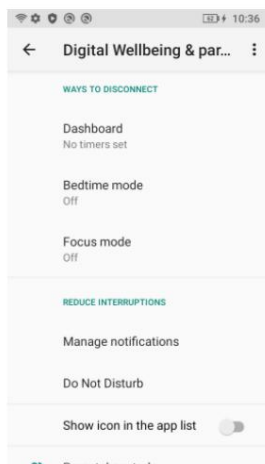 62 10:36
Digital Wellbeing & par...
WAYS TO DISCONNECT
Dashboard
No timers set
Bedtime mode
Off
Focus mode
Off
REDUCE INTERRUPTIONS
Manage notifications
Do Not Disturb
Show icon in the app list